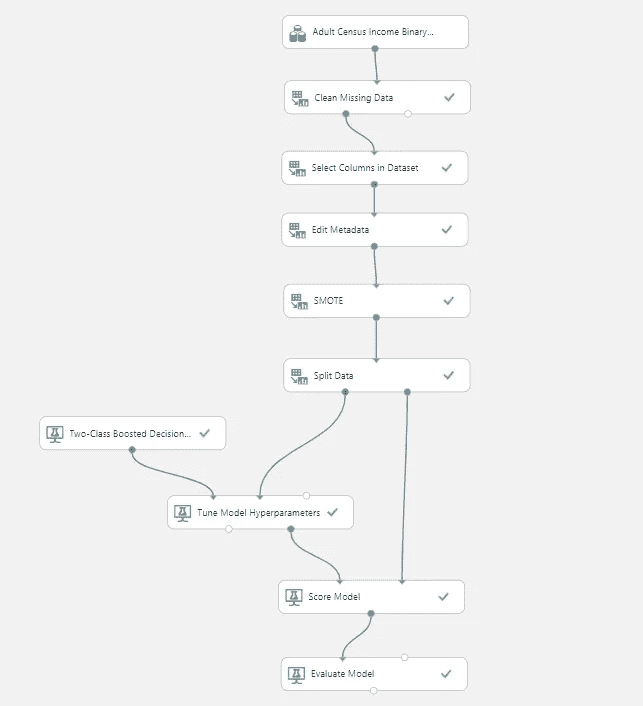 Adult Census Income Binary...
Clean Missing Data
Select Columns in Dataset
Edit Metadata
SMOTE
Split Data
Two-Class Boosted Decision...
Tune Model Hyperparameters
Score Model
Evaluate Model